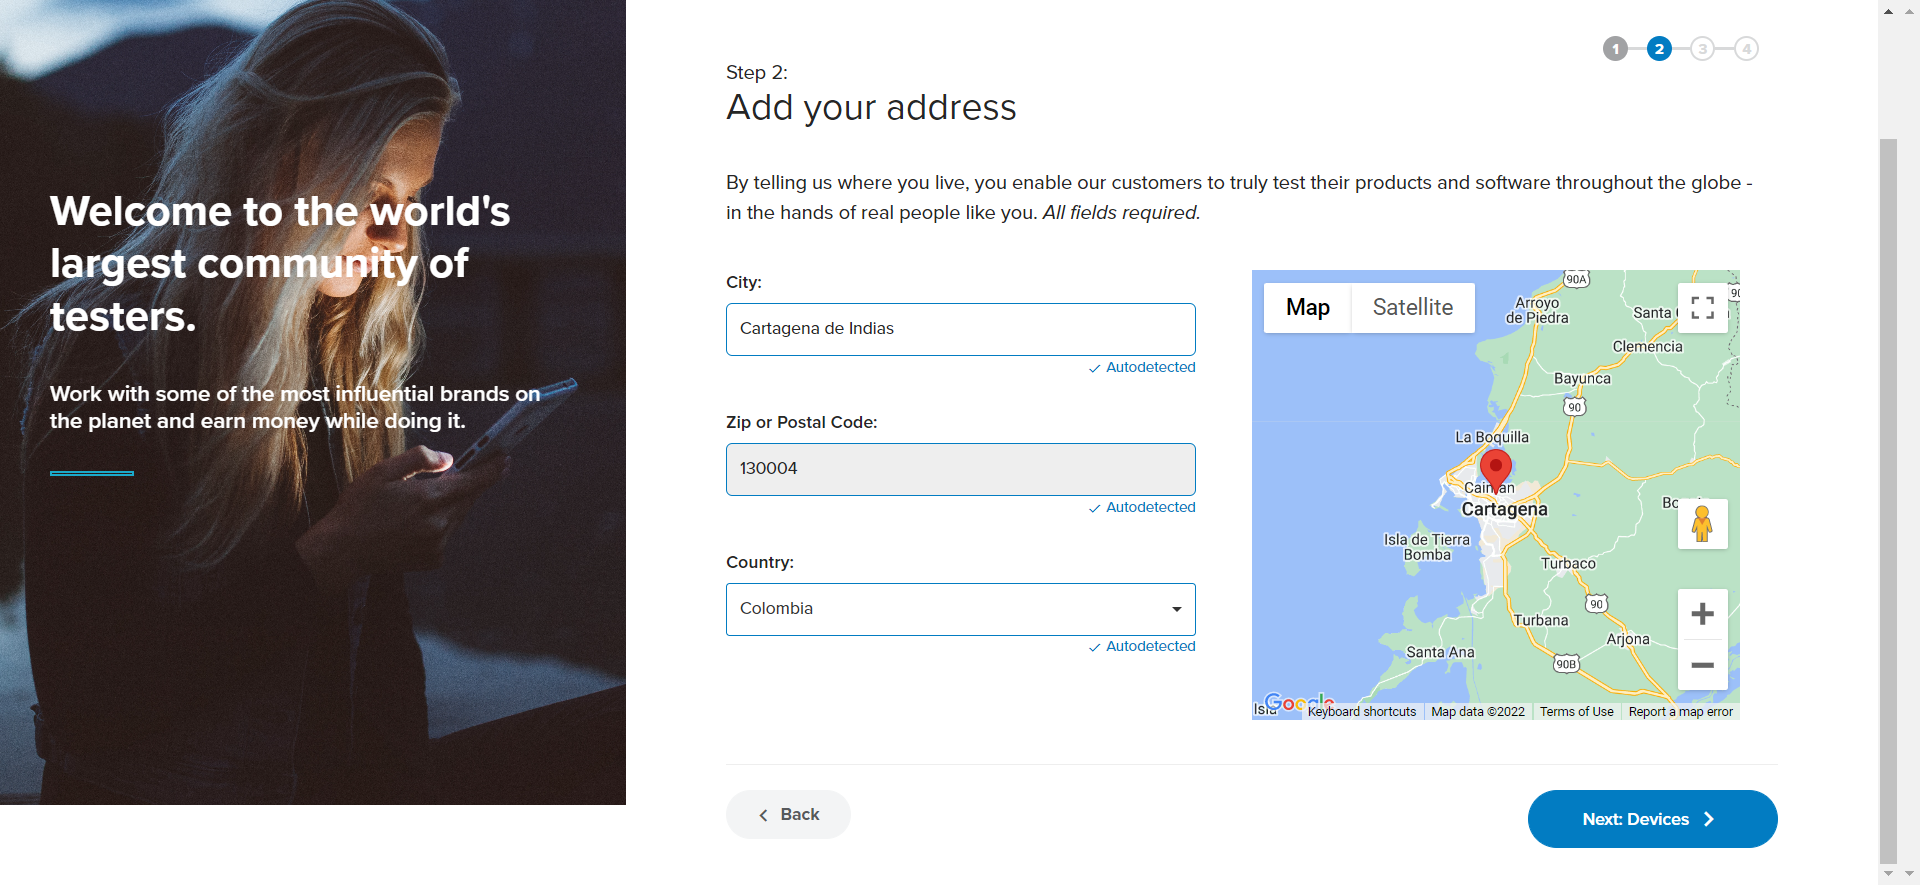 Welcome to the world's
largest community of
testers.
Work with some of the most influential brands on
the planet and earn money while doing it.
1 2 3 4
Step 2:
Add your address
By telling us where you live, you enable our customers to truly test their products and software throughout the globe -
in the hands of real people like you. All fields required.
City:
Cartagena de Indias
Autodetected
Zip or Postal Code:
130004
Autodetected
Country:
Colombia
Autodetected
Map Satellite
90A
90
Arroyo
de Piedra
Santa
Clemencia
Bayunca
90
La Boquilla
Caimán
Cartagena
Isla de Tierra
Bomba
Turbaco
90
Turbana
Arjona
Santa Ana
90B
Google
Keyboard shortcuts Map data ©2022 Terms of Use Report a map error
Back
Next: Devices